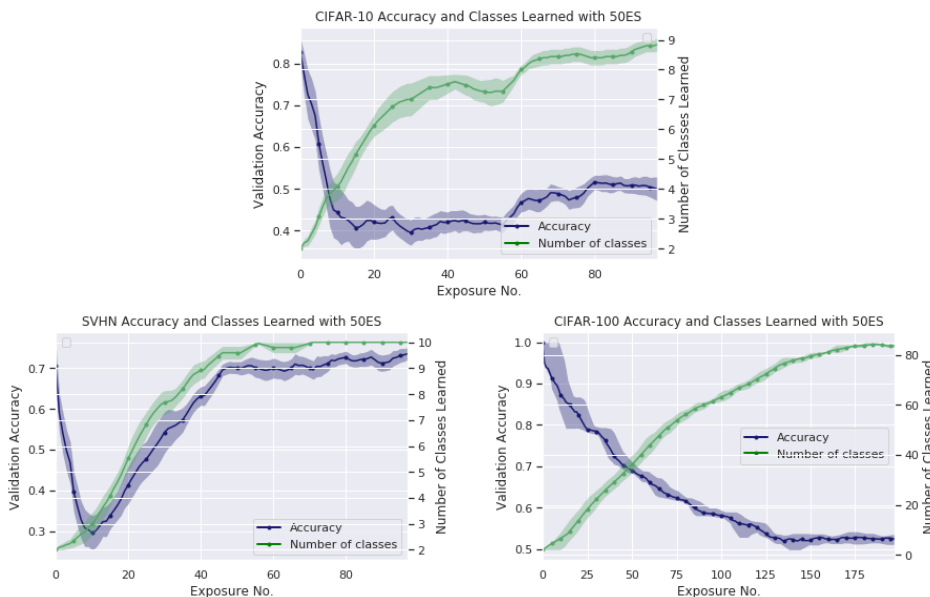 CIFAR-10 Accuracy and Classes Learned with 50ES
Validation Accuracy
0.8
0.7
0.6
0.5
0.4
9
8
7
6
5
4
3
2
Number of Classes Learned
Accuracy
Number of classes
0 20 40 60 80
Exposure No.
SVHN Accuracy and Classes Learned with 50ES
Validation Accuracy
0.7
0.6
0.5
0.4
0.3
10
9
8
7
6
5
4
3
2
Number of Classes Learned
Accuracy
Number of classes
0 20 40 60 80
Exposure No.
CIFAR-100 Accuracy and Classes Learned with 50ES
Validation Accuracy
1.0
0.9
0.8
0.7
0.6
0.5
80
60
40
20
0
Number of Classes Learned
Accuracy
Number of classes
0 25 50 75 100 125 150 175
Exposure No.